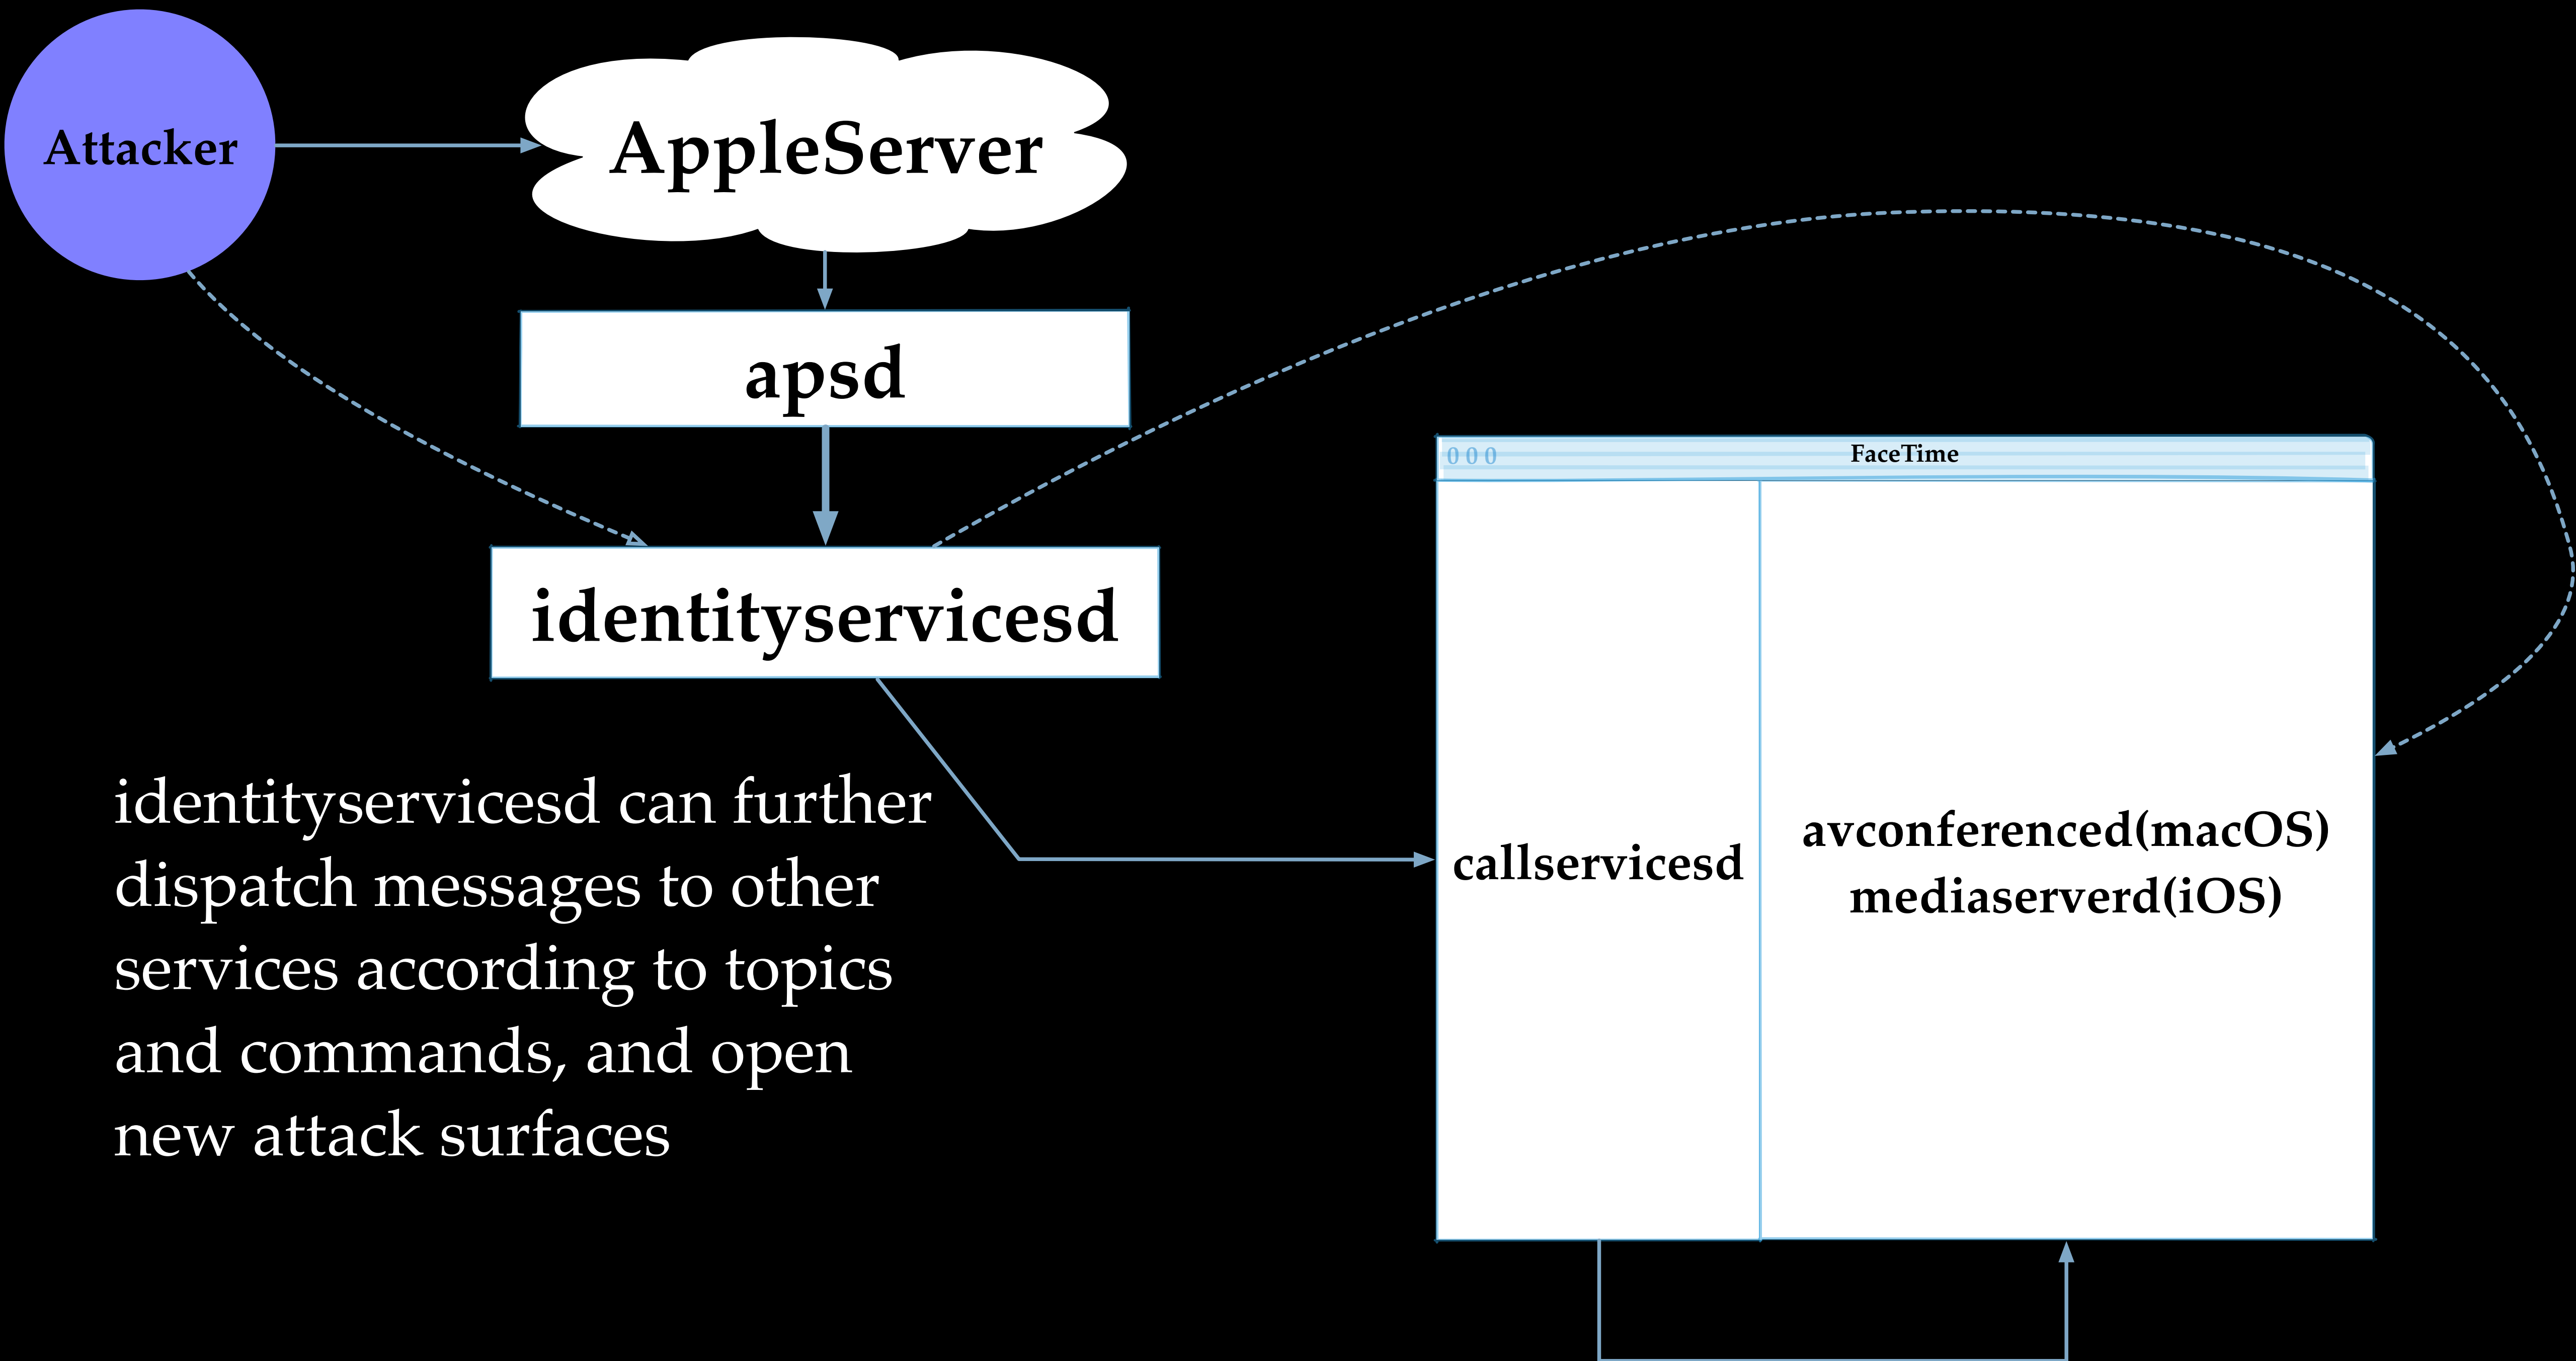 Attacker
AppleServer
apsd
identityservicesd
identityservicesd can further
dispatch messages to other
services according to topics
and commands, and open
new attack surfaces
000
FaceTime
callservicesd
avconferenced(macOS)
mediaserverd(iOS)